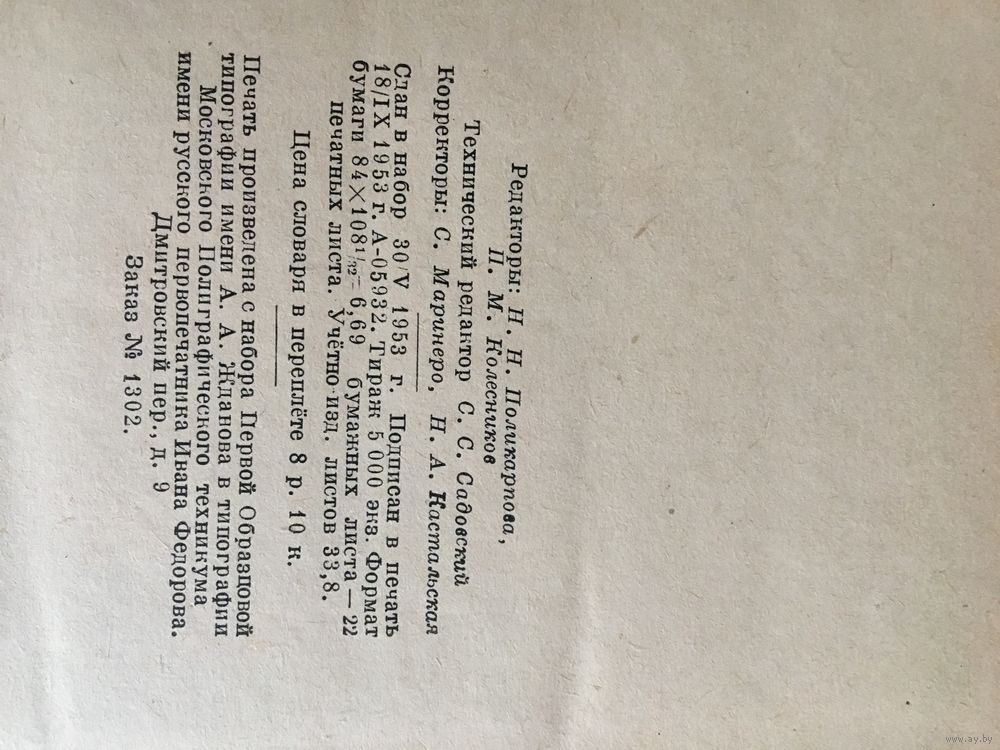 Редакторы: Н. Н. Поликарпова,
П. М. Колесников
Технический редактор С. С. Садовский
Корректоры: С. Маринеро, Н. А. Кастальская
Сдан в набор 30/V 1953 г. Подписан в печать
18/IX 1953 г. А-05932. Тираж 5 000 экз. Формат
бумаги 84×108¹/₃₂ = 6,69 бумажных листа — 22
печатных листа. Учётно-изд. листов 33,8.
Цена словаря в переплёте 8 р. 10 к.
Печать произведена с набора Первой Образцовой
типографии имени А. А. Жданова в типографии
Московского Полиграфического техникума
имени русского первопечатника Ивана Федорова.
Дмитровский пер., д. 9
Заказ № 1302.
www.ay.by